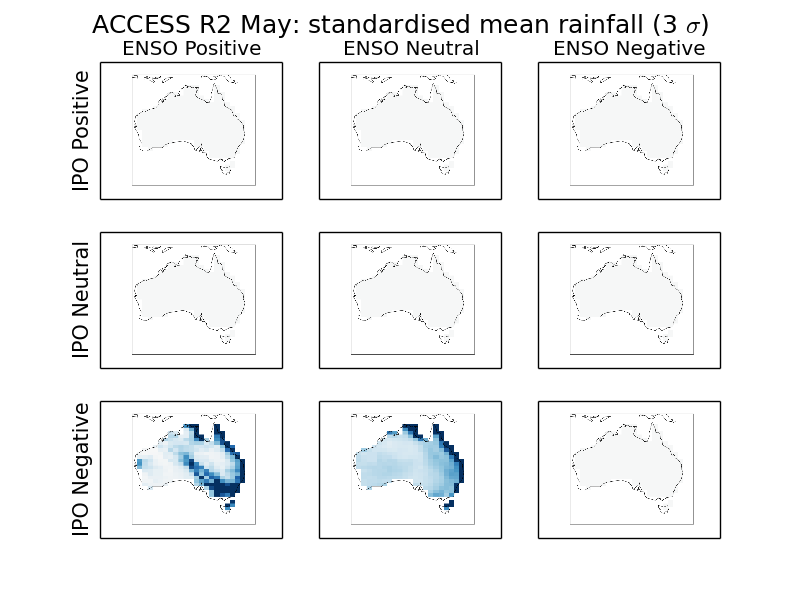 ACCESS R2 May: standardised mean rainfall (3 σ)
ENSO Positive
ENSO Neutral
ENSO Negative
IPO Positive
IPO Neutral
IPO Negative